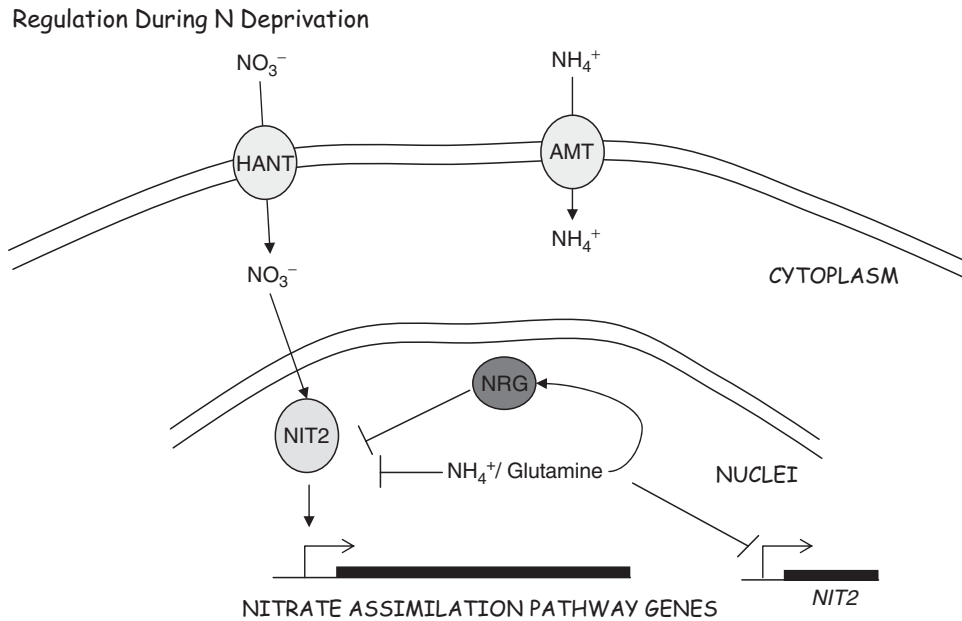 Regulation During N Deprivation
NO₃⁻
NH₄⁺
HANT
AMT
NO₃⁻
NH₄⁺
CYTOPLASM
NRG
NIT2
NH₄⁺/ Glutamine
NUCLEI
NITRATE ASSIMILATION PATHWAY GENES
NIT2